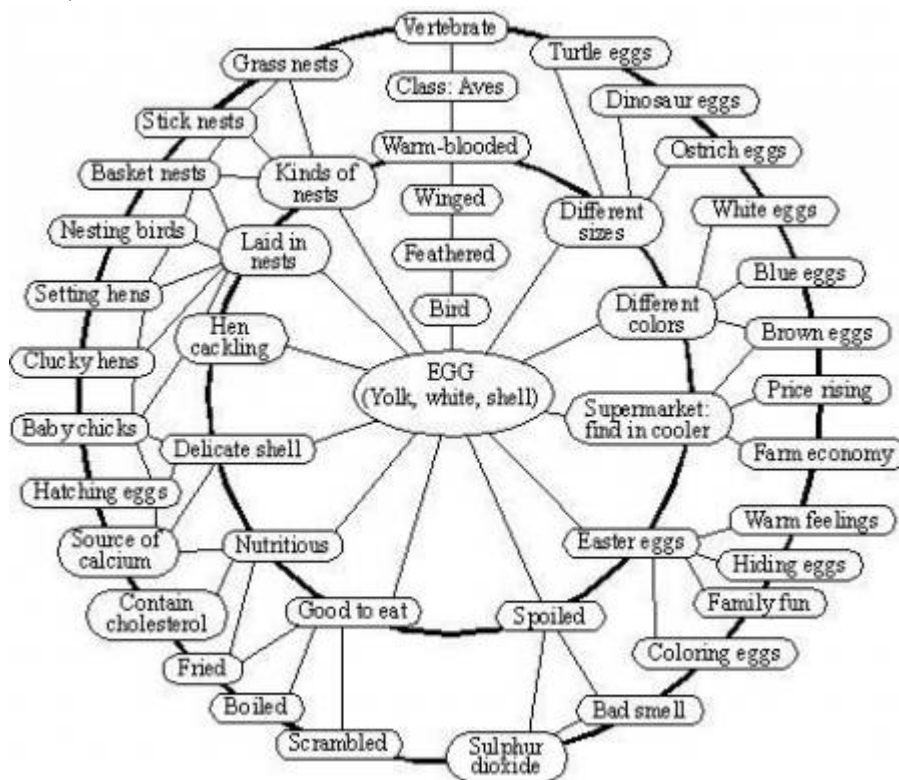 Vertebrate
Grass nests
Turtle eggs
Class: Aves
Dinosaur eggs
Stick nests
Warm-blooded
Ostrich eggs
Basket nests
Kinds of
nests
Winged
Different
sizes
White eggs
Nesting birds
Laid in
nests
Feathered
Blue eggs
Setting hens
Bird
Different
colors
Hen
cackling
Brown eggs
Clucky hens
EGG
(Yolk, white, shell)
Price rising
Supermarket:
find in cooler
Baby chicks
Delicate shell
Farm economy
Hatching eggs
Warm feelings
Source of
calcium
Nutritious
Easter eggs
Hiding eggs
Contain
cholesterol
Good to eat
Spoiled
Family fun
Fried
Coloring eggs
Boiled
Bad smell
Scrambled
Sulphur
dioxide